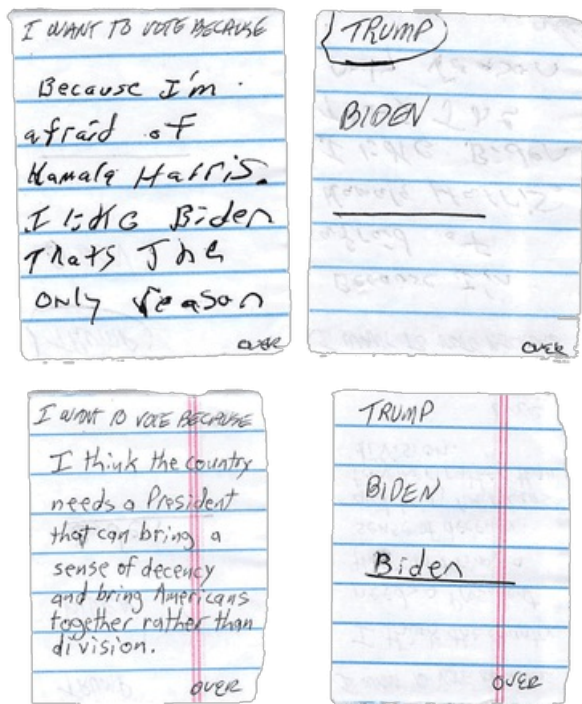 I WANT TO VOTE BECAUSE
Because I'm
afraid of
Kamala Harris.
I like Biden
Thats The
only reason
OVER
TRUMP
BIDEN
OVER
I WANT TO VOTE BECAUSE
I think the country
needs a President
that can bring a
sense of decency
and bring Americans
together rather than
division.
OVER
TRUMP
BIDEN
Biden
OVER